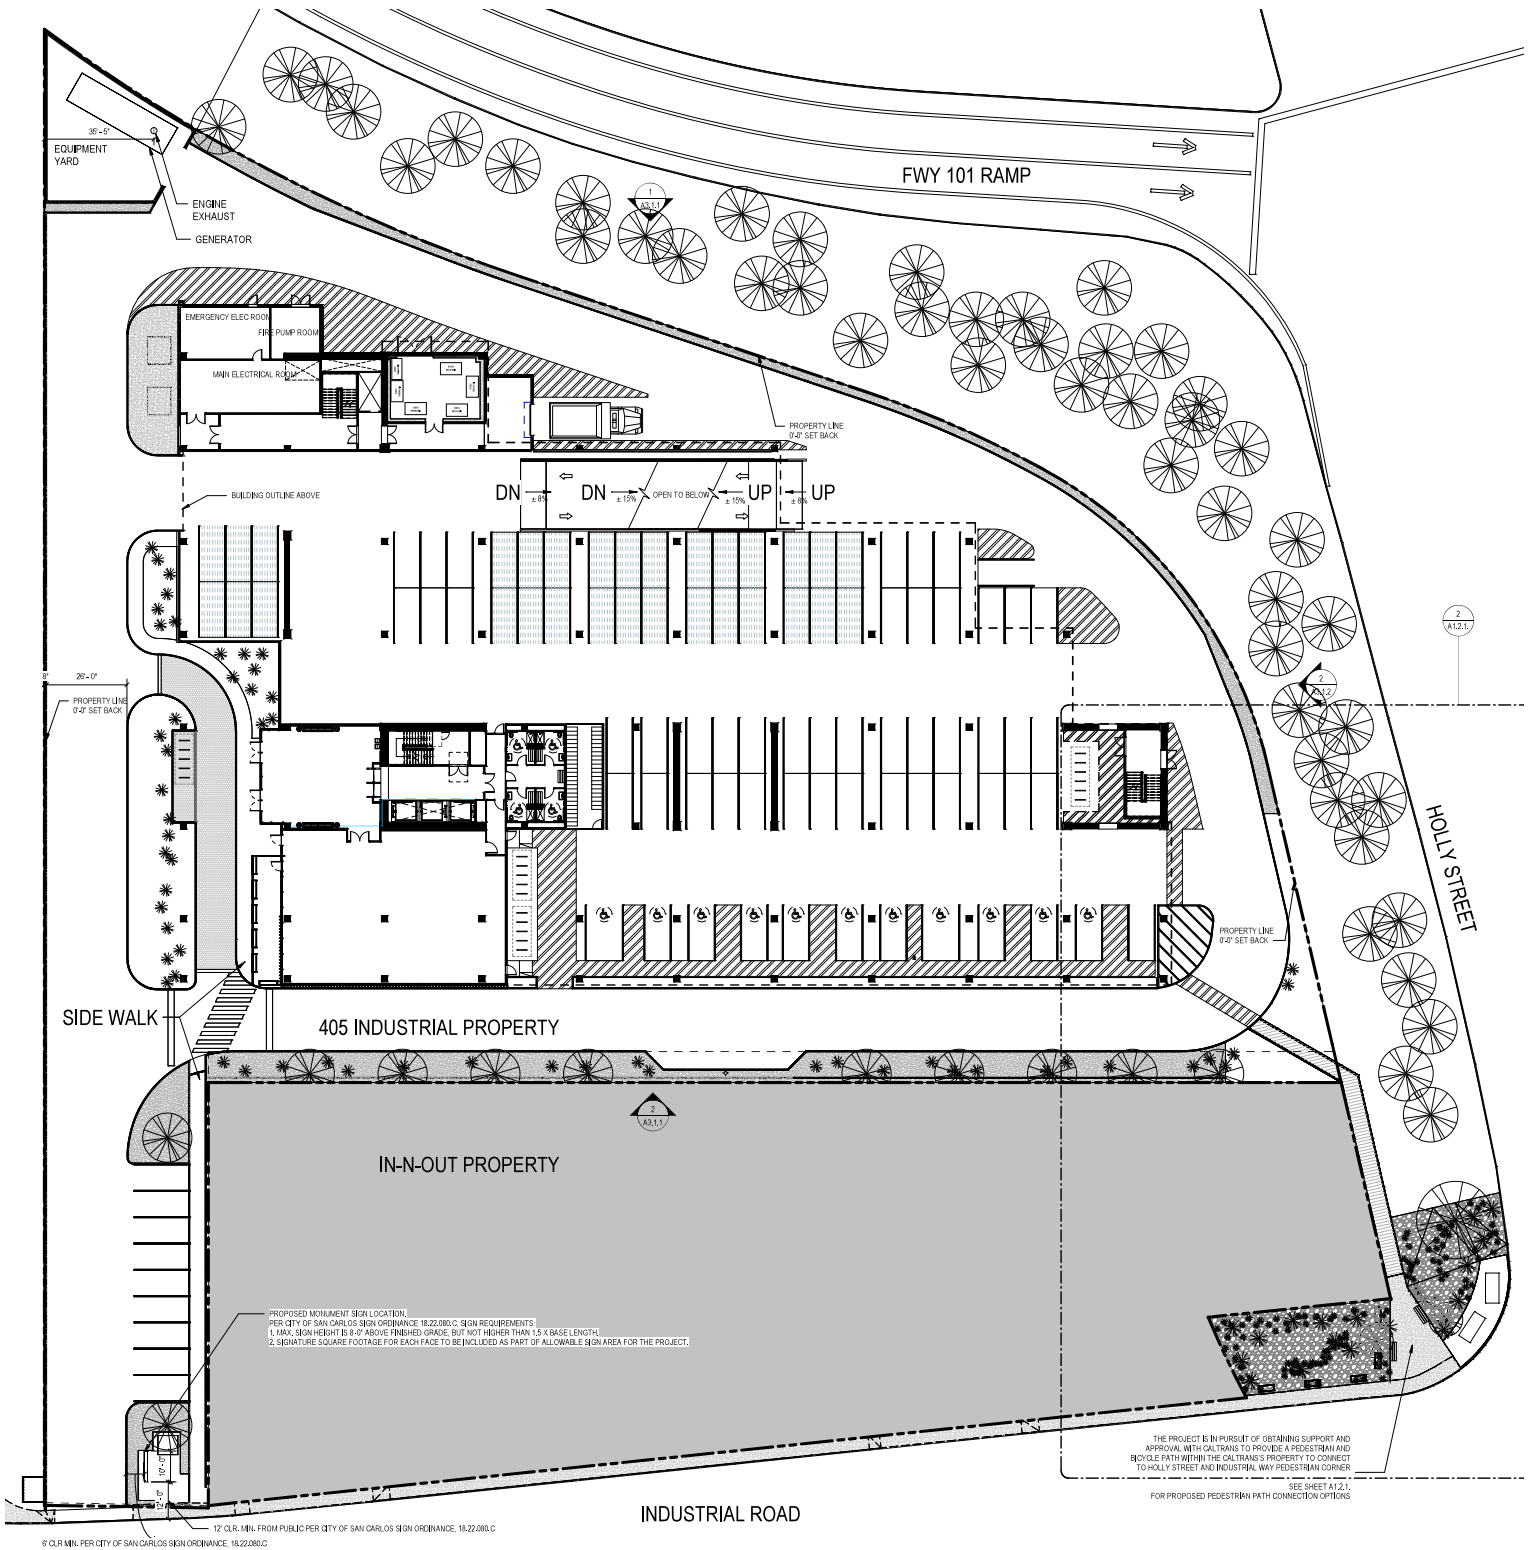 FWY 101 RAMP
35'-5"
EQUIPMENT
YARD
ENGINE
EXHAUST
GENERATOR
1
A3.1.1
EMERGENCY ELEC ROOM
FIRE PUMP ROOM
MAIN ELECTRICAL ROOM
PROPERTY LINE
0'-0" SET BACK
BUILDING OUTLINE ABOVE
DN
± 8%
DN
± 15%
OPEN TO BELOW
± 15%
UP
± 8%
UP
2
A1.2.1.
8"
26'-0"
PROPERTY LINE
0'-0" SET BACK
2
A3.1.2
HOLLY STREET
PROPERTY LINE
0'-0" SET BACK
SIDE WALK
405 INDUSTRIAL PROPERTY
2
A3.1.1
IN-N-OUT PROPERTY
PROPOSED MONUMENT SIGN LOCATION.
PER CITY OF SAN CARLOS SIGN ORDINANCE 18.22.080.C, SIGN REQUIREMENTS:
1. MAX. SIGN HEIGHT IS 8'-0" ABOVE FINISHED GRADE, BUT NOT HIGHER THAN 1.5 X BASE LENGTH.
2. SIGNATURE SQUARE FOOTAGE FOR EACH FACE TO BE INCLUDED AS PART OF ALLOWABLE SIGN AREA FOR THE PROJECT.
THE PROJECT IS IN PURSUIT OF OBTAINING SUPPORT AND
APPROVAL WITH CALTRANS TO PROVIDE A PEDESTRIAN AND
BICYCLE PATH WITHIN THE CALTRANS'S PROPERTY TO CONNECT
TO HOLLY STREET AND INDUSTRIAL WAY PEDESTRIAN CORNER
SEE SHEET A1.2.1.
FOR PROPOSED PEDESTRIAN PATH CONNECTION OPTIONS
10'-0"
12'-0"
INDUSTRIAL ROAD
12' CLR. MIN. FROM PUBLIC PER CITY OF SAN CARLOS SIGN ORDINANCE, 18.22.080.C
6' CLR MIN. PER CITY OF SAN CARLOS SIGN ORDINANCE, 18.22.080.C